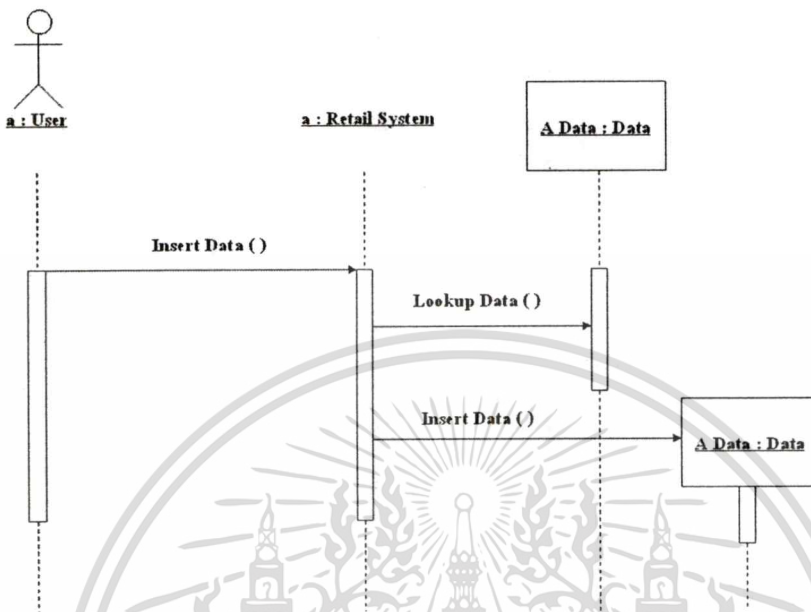 a : User
a : Retail System
A Data : Data
Insert Data ( )
Lookup Data ( )
Insert Data ( )
A Data : Data